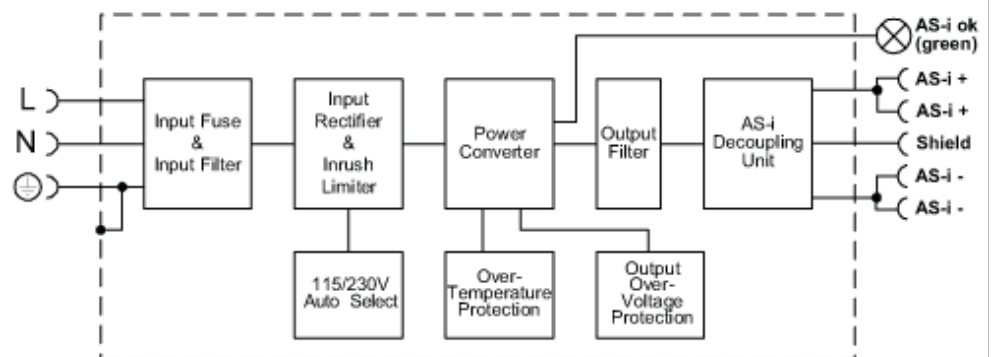 AS-i ok
(green)
L
N
Input Fuse
&
Input Filter
Input
Rectifier
&
Inrush
Limiter
Power
Converter
Output
Filter
AS-i
Decoupling
Unit
AS-i +
AS-i +
Shield
AS-i -
AS-i -
115/230V
Auto Select
Over-
Temperature
Protection
Output
Over-
Voltage
Protection